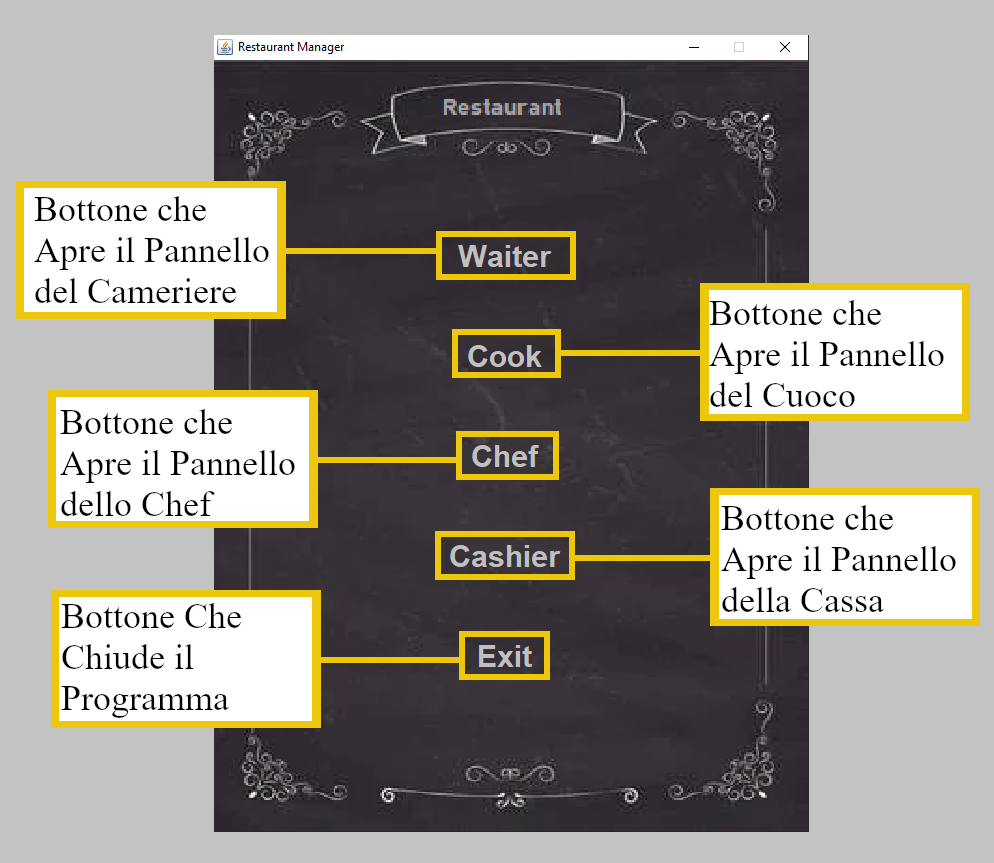 Restaurant Manager
Restaurant
Bottone che
Apre il Pannello
del Cameriere
Waiter
Bottone che
Apre il Pannello
del Cuoco
Cook
Bottone che
Apre il Pannello
dello Chef
Chef
Bottone che
Apre il Pannello
della Cassa
Cashier
Bottone Che
Chiude il
Programma
Exit